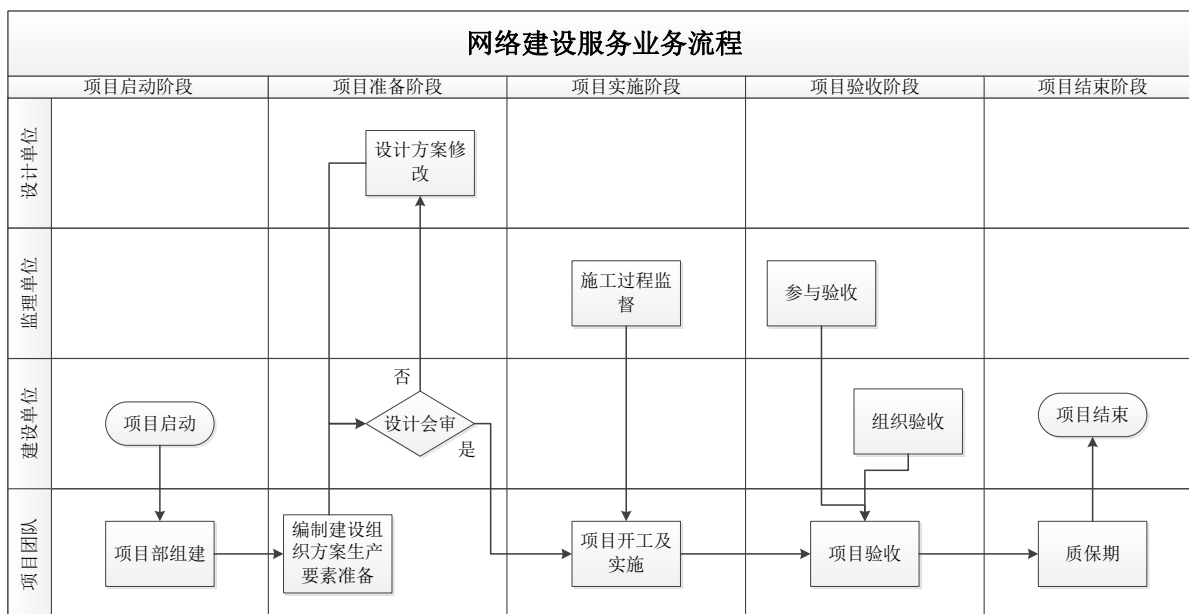 网络建设服务业务流程
项目启动阶段
项目准备阶段
项目实施阶段
项目验收阶段
项目结束阶段
设计单位
设计方案修
改
监理单位
施工过程监
督
参与验收
建设单位
项目启动
否
设计会审
是
组织验收
项目结束
项目团队
项目部组建
编制建设组
织方案生产
要素准备
项目开工及
实施
项目验收
质保期